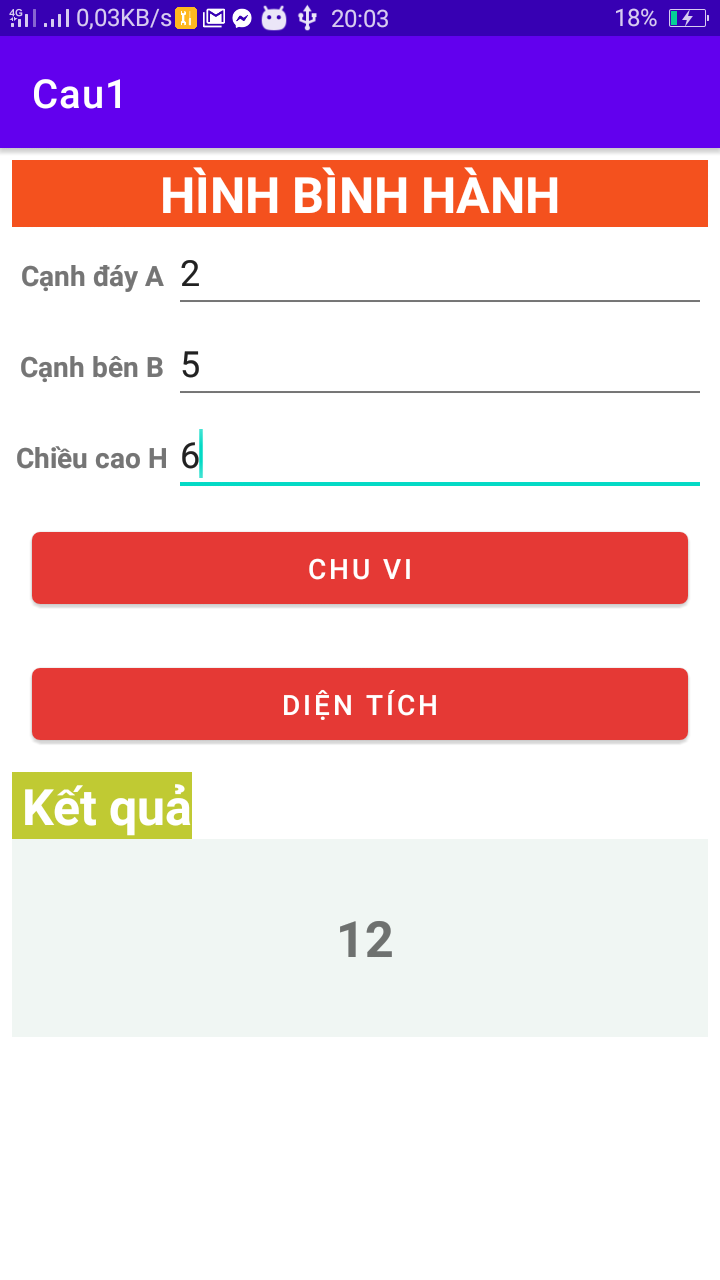 4G 0,03KB/s 20:03 18%
Cau1
HÌNH BÌNH HÀNH
Cạnh đáy A 2
Cạnh bên B 5
Chiều cao H 6
CHU VI
DIỆN TÍCH
Kết quả
12